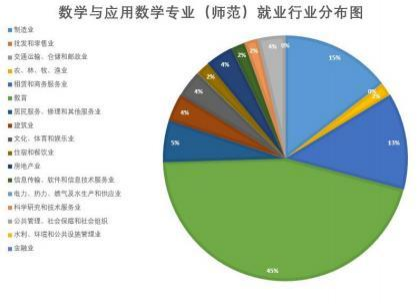 数学与应用数学专业（师范）就业行业分布图
制造业
批发和零售业
交通运输、仓储和邮政业
农、林、牧、渔业
租赁和商务服务业
教育
居民服务、修理和其他服务业
建筑业
文化、体育和娱乐业
住宿和餐饮业
房地产业
信息传输、软件和信息技术服务业
电力、热力、燃气及水生产和供应业
科学研究和技术服务业
公共管理、社会保障和社会组织
水利、环境和公共设施管理业
金融业
0%
15%
0%
2%
13%
45%
5%
4%
4%
2%
4%
2%
2%
4%